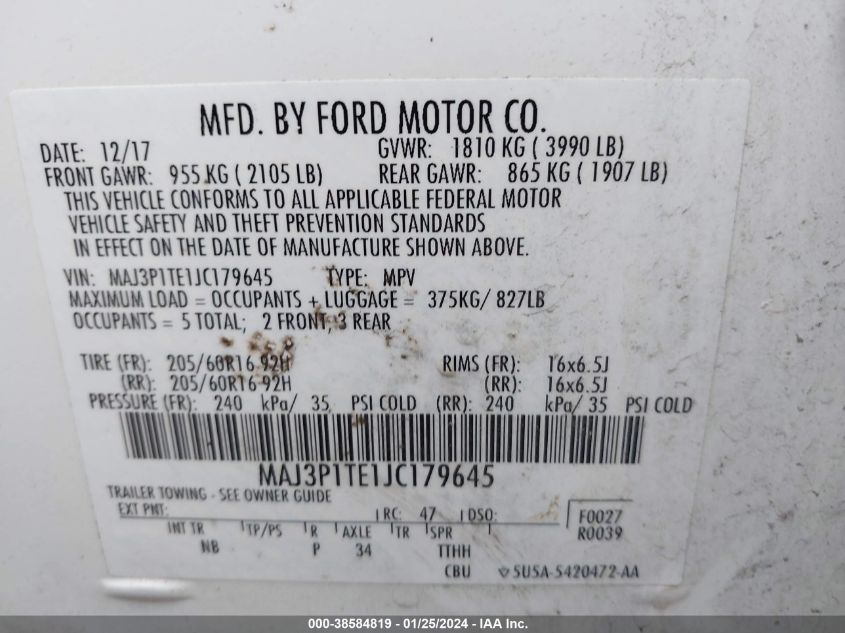 MFD. BY FORD MOTOR CO.
DATE: 12/17 GVWR: 1810 KG ( 3990 LB)
FRONT GAWR: 955 KG ( 2105 LB) REAR GAWR: 865 KG ( 1907 LB)
THIS VEHICLE CONFORMS TO ALL APPLICABLE FEDERAL MOTOR
VEHICLE SAFETY AND THEFT PREVENTION STANDARDS
IN EFFECT ON THE DATE OF MANUFACTURE SHOWN ABOVE.
VIN: MAJ3P1TE1JC179645 TYPE: MPV
MAXIMUM LOAD = OCCUPANTS + LUGGAGE = 375KG/ 827LB
OCCUPANTS = 5 TOTAL; 2 FRONT, 3 REAR
TIRE (FR): 205/60R16 92H RIMS (FR): 16x6.5J
(RR): 205/60R16 92H (RR): 16x6.5J
PRESSURE (FR): 240 kPa/ 35 PSI COLD (RR): 240 kPa/ 35 PSI COLD
MAJ3P1TE1JC179645
TRAILER TOWING - SEE OWNER GUIDE
EXT PNT: RC: 47 DSO: F0027
R0039
INT TR TP/PS R AXLE TR SPR
NB P 34 TTHH
CBU 5U5A-5420472-AA
000-38584819 - 01/25/2024 - IAA Inc.